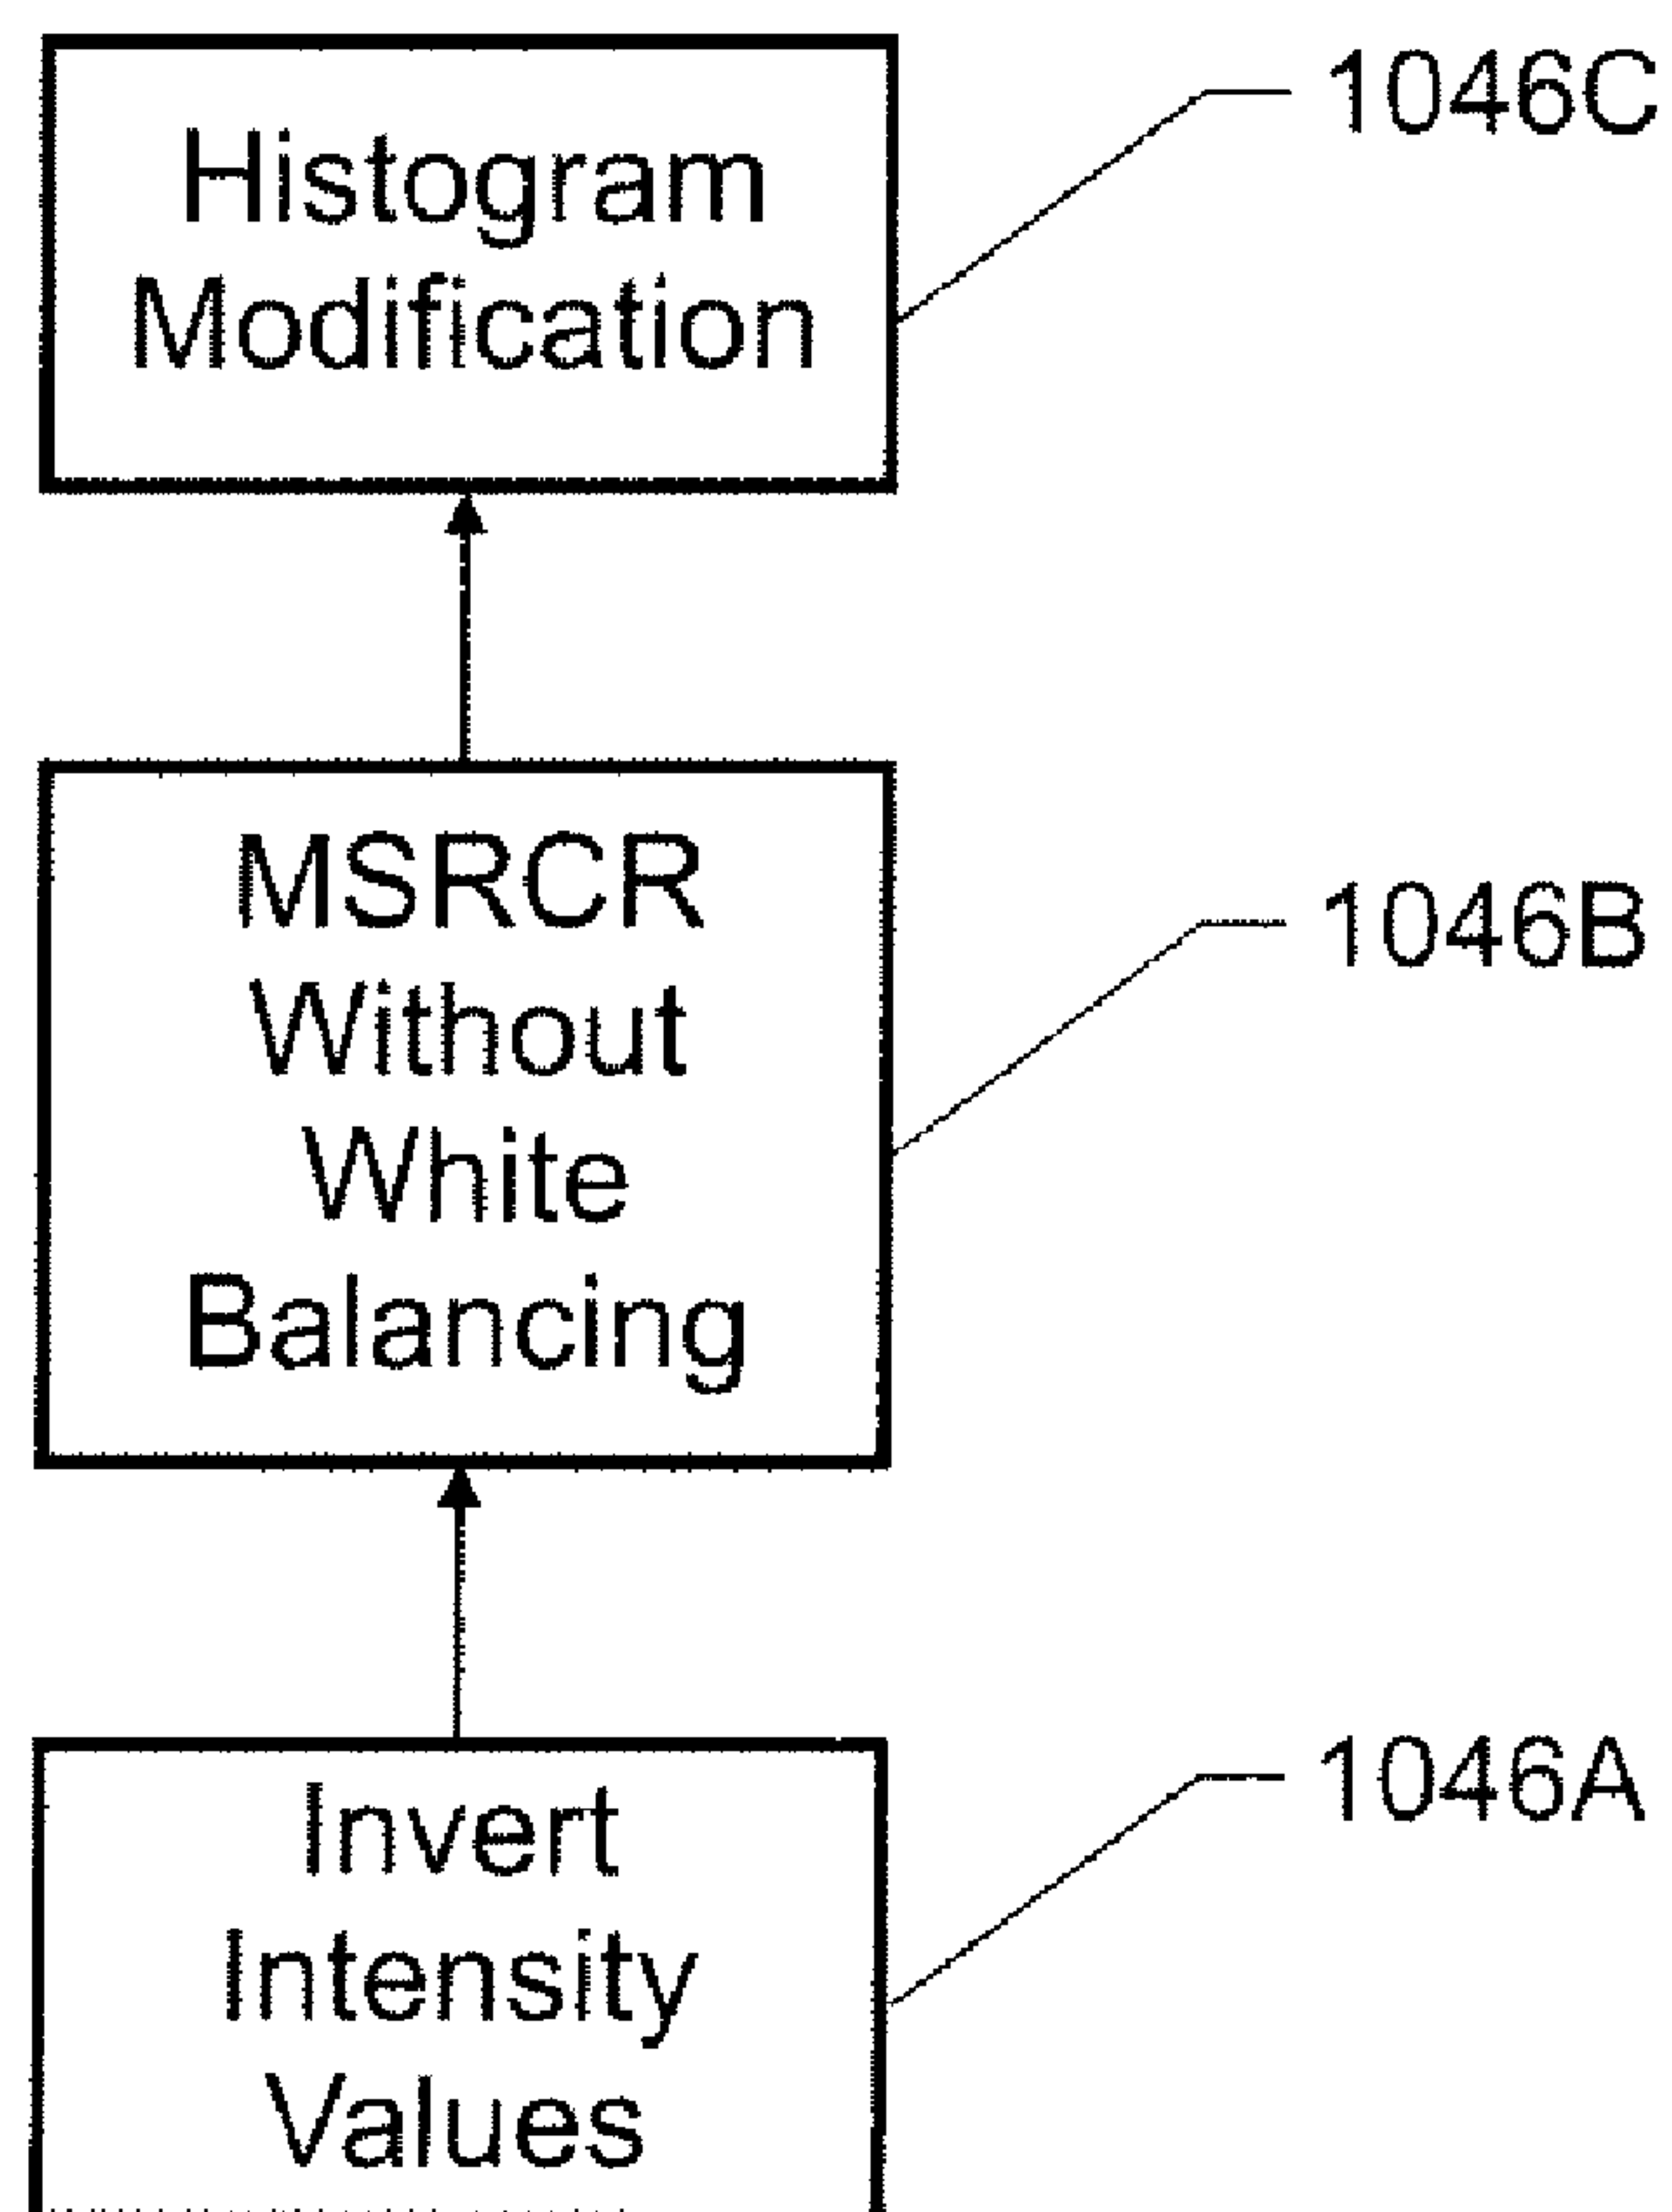 Histogram
Modification
1046C
MSRCR
Without
White
Balancing
1046B
Invert
Intensity
Values
1046A